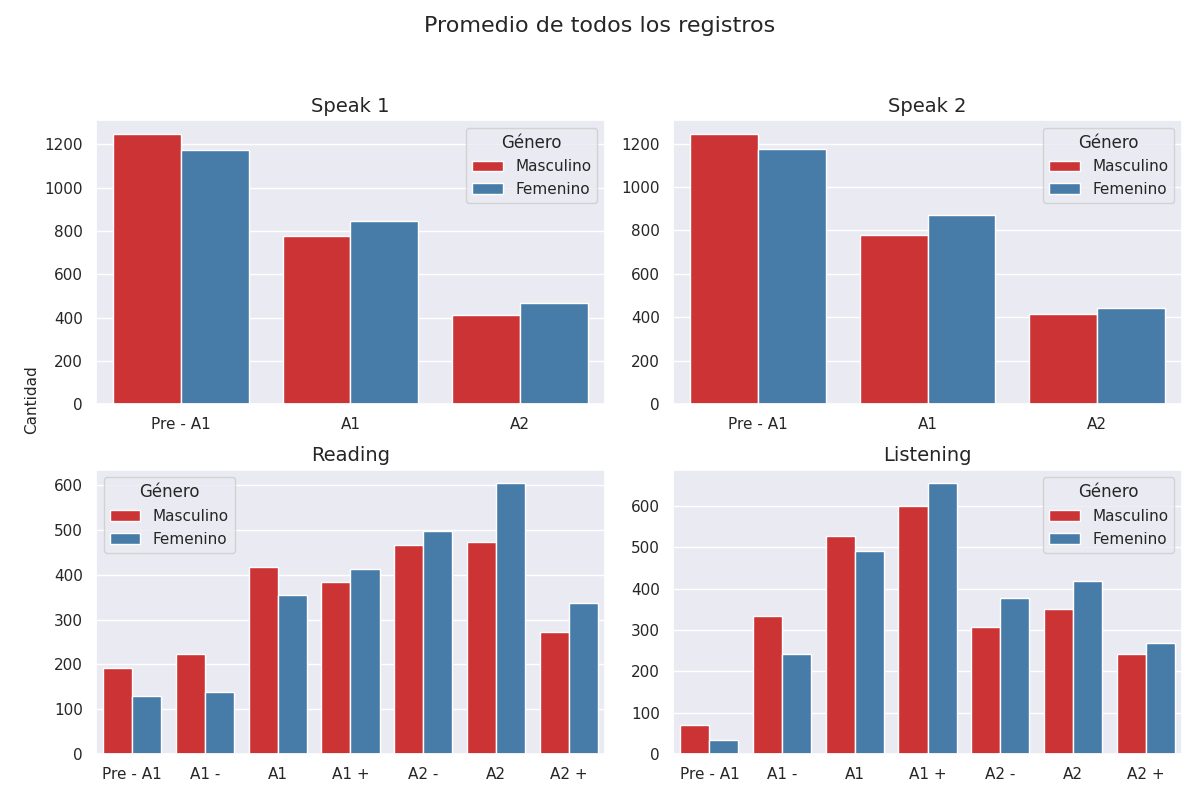 Promedio de todos los registros
Speak 1
Género
Masculino
Femenino
1200
1000
800
600
400
200
0
Pre - A1
A1
A2
Speak 2
Género
Masculino
Femenino
1200
1000
800
600
400
200
0
Pre - A1
A1
A2
Cantidad
Reading
Género
Masculino
Femenino
600
500
400
300
200
100
0
Pre - A1
A1 -
A1
A1 +
A2 -
A2
A2 +
Listening
Género
Masculino
Femenino
600
500
400
300
200
100
0
Pre - A1
A1 -
A1
A1 +
A2 -
A2
A2 +